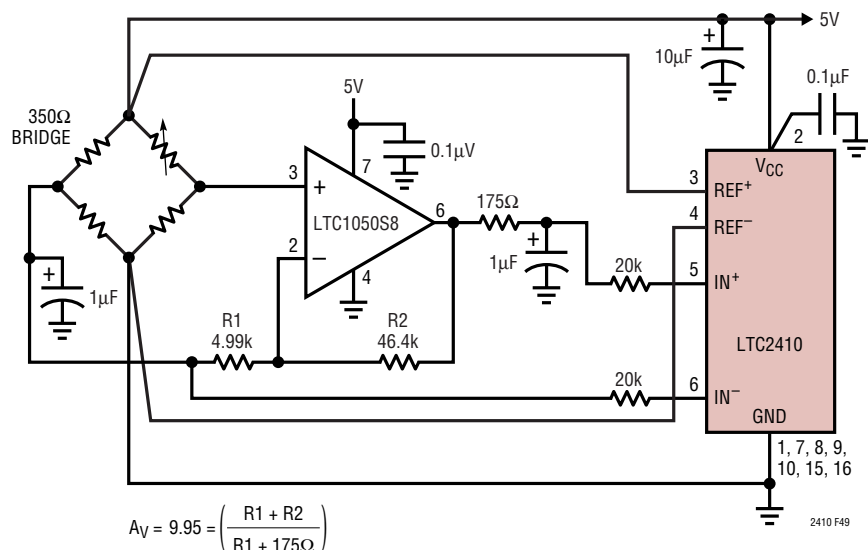 5V
10µF
0.1µF
2
350Ω
BRIDGE
5V
0.1µV
7
3
+
LTC1050S8
6
175Ω
2
–
4
+
1µF
+
1µF
R1
4.99k
R2
46.4k
20k
20k
VCC
3
REF+
4
REF–
5
IN+
LTC2410
6
IN–
GND
1, 7, 8, 9,
10, 15, 16
AV = 9.95 = (R1 + R2
R1 + 175Ω)
2410 F49
+